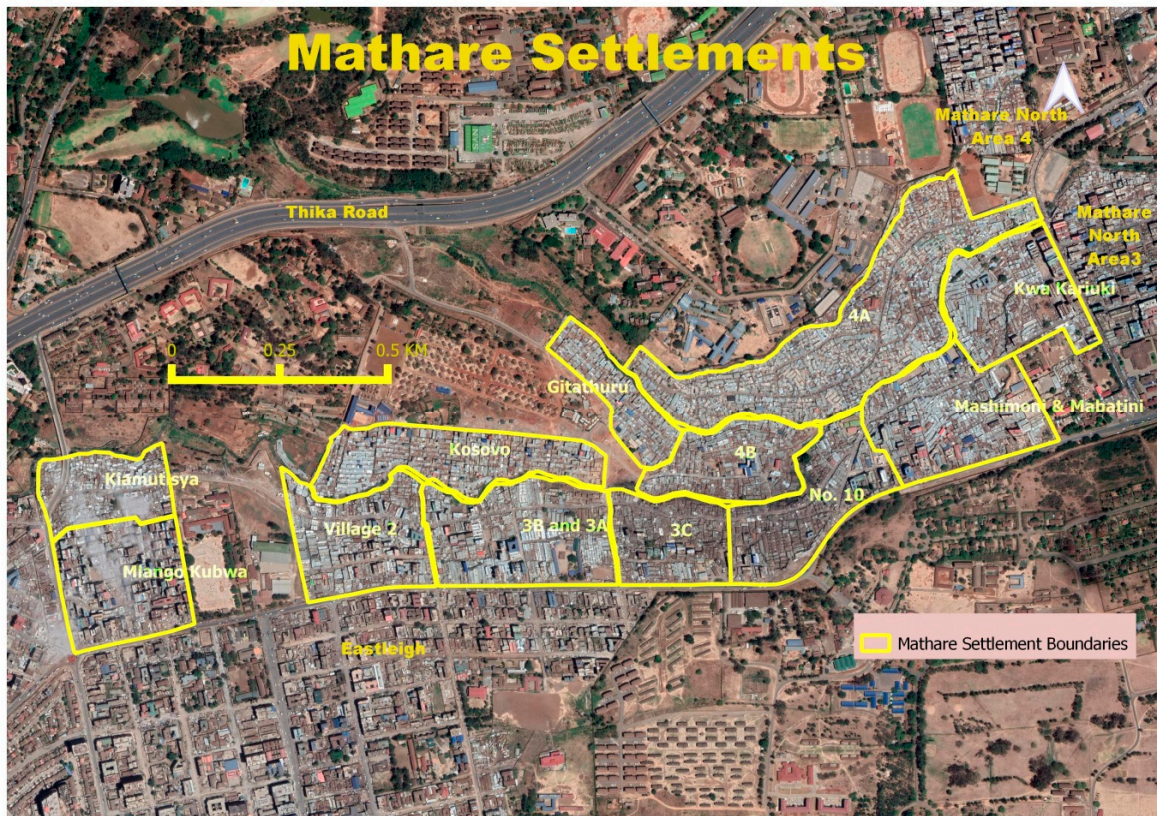 Mathare Settlements
Mathare North
Area 4
Thika Road
Mathare
North
Area3
Kwa Kariuki
4A
0 0.25 0.5 KM
Gitathuru
Mashimoni & Mabatini
Kosovo
4B
Kiamutisya
No. 10
Village 2
3B and 3A
3C
Mlango Kubwa
Eastleigh
Mathare Settlement Boundaries